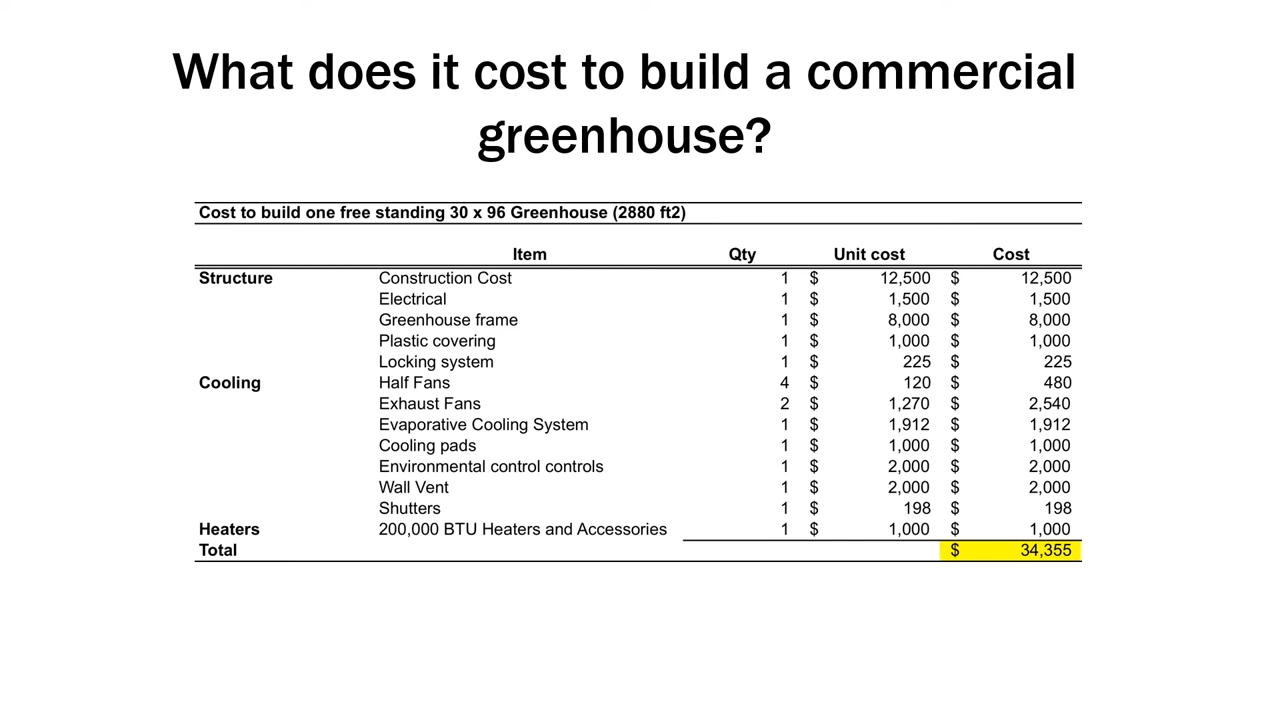 What does it cost to build a commercial
greenhouse?
Cost to build one free standing 30 x 96 Greenhouse (2880 ft2)
Item Qty Unit cost Cost
Structure Construction Cost 1 $ 12,500 $ 12,500
Electrical 1 $ 1,500 $ 1,500
Greenhouse frame 1 $ 8,000 $ 8,000
Plastic covering 1 $ 1,000 $ 1,000
Locking system 1 $ 225 $ 225
Cooling Half Fans 4 $ 120 $ 480
Exhaust Fans 2 $ 1,270 $ 2,540
Evaporative Cooling System 1 $ 1,912 $ 1,912
Cooling pads 1 $ 1,000 $ 1,000
Environmental control controls 1 $ 2,000 $ 2,000
Wall Vent 1 $ 2,000 $ 2,000
Shutters 1 $ 198 $ 198
Heaters 200,000 BTU Heaters and Accessories 1 $ 1,000 $ 1,000
Total $ 34,355